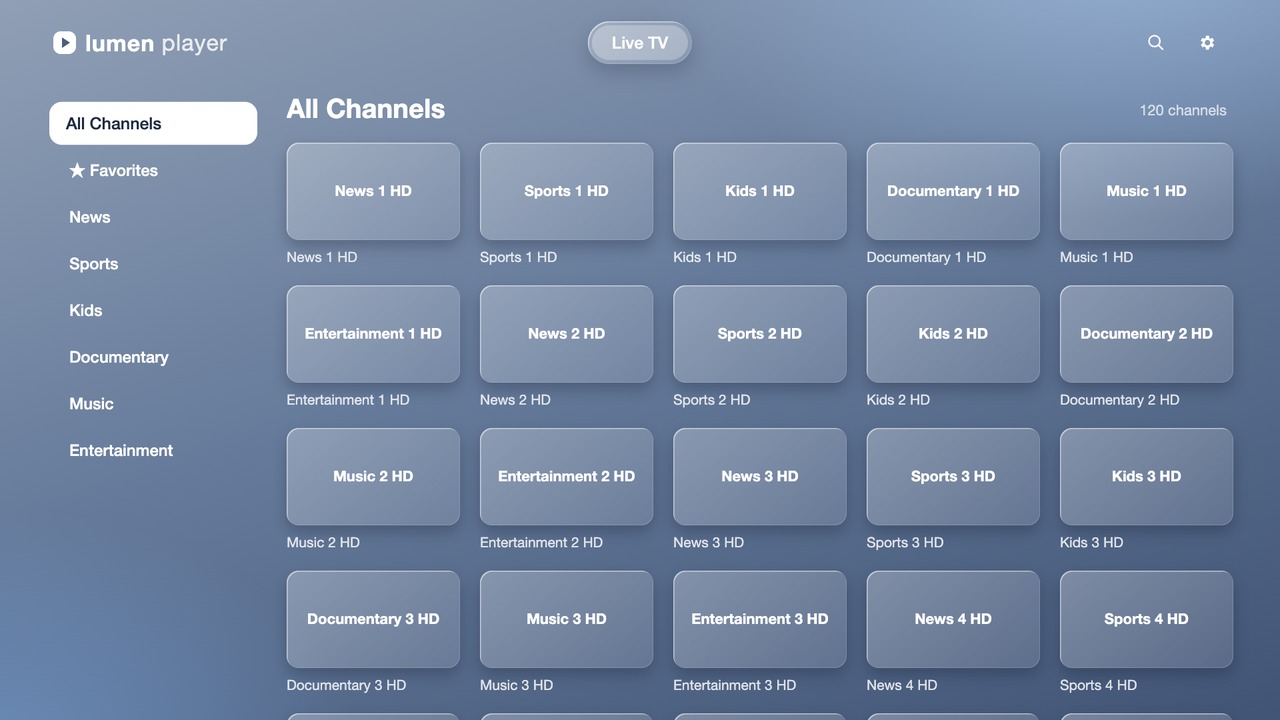 lumen player
Live TV
All Channels
★ Favorites
News
Sports
Kids
Documentary
Music
Entertainment
All Channels
120 channels
News 1 HD
Sports 1 HD
Kids 1 HD
Documentary 1 HD
Music 1 HD
News 1 HD
Sports 1 HD
Kids 1 HD
Documentary 1 HD
Music 1 HD
Entertainment 1 HD
News 2 HD
Sports 2 HD
Kids 2 HD
Documentary 2 HD
Entertainment 1 HD
News 2 HD
Sports 2 HD
Kids 2 HD
Documentary 2 HD
Music 2 HD
Entertainment 2 HD
News 3 HD
Sports 3 HD
Kids 3 HD
Music 2 HD
Entertainment 2 HD
News 3 HD
Sports 3 HD
Kids 3 HD
Documentary 3 HD
Music 3 HD
Entertainment 3 HD
News 4 HD
Sports 4 HD
Documentary 3 HD
Music 3 HD
Entertainment 3 HD
News 4 HD
Sports 4 HD